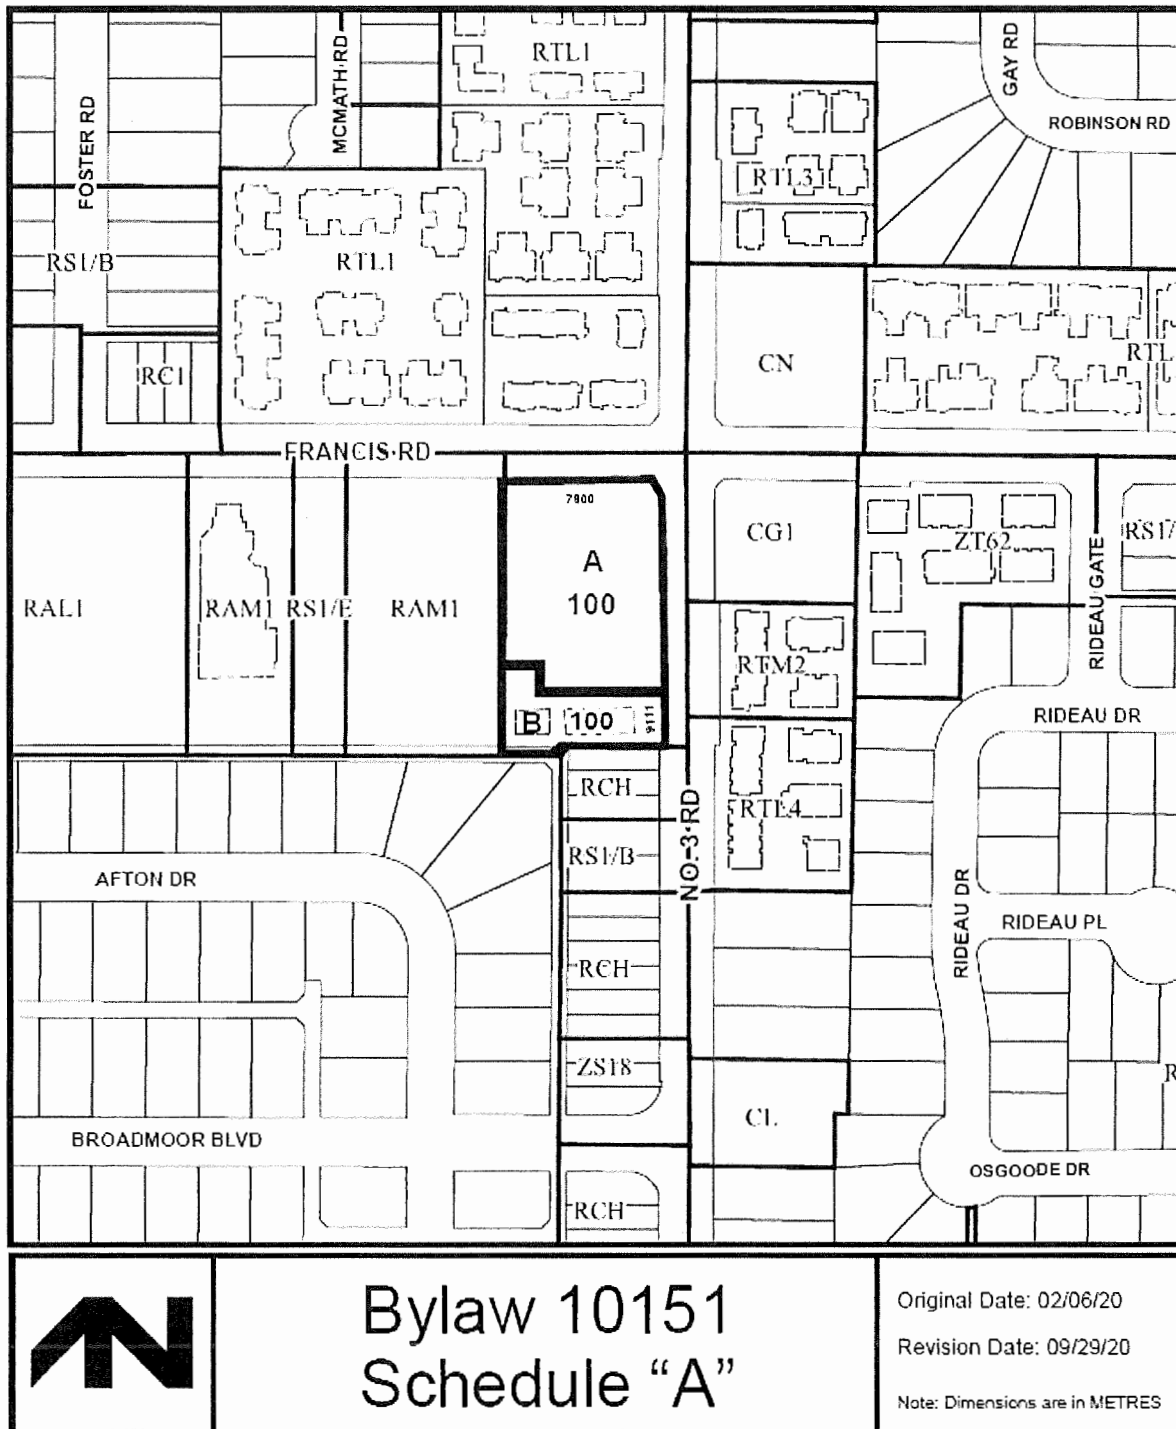 RTL1
GAY RD
MCMATH RD
FOSTER RD
ROBINSON RD
RTL3
RS1/B
RTL1
RC1
CN
RTL
FRANCIS RD
7900
A
100
CG1
ZT62
RS1/
RIDEAU GATE
RAL1
RAM1
RS1/E
RAM1
RTM2
B
100
9111
RIDEAU DR
RCH
NO. 3 RD
RTL4
RS1/B
AFTON DR
RIDEAU DR
RIDEAU PL
RCH
ZS18
R
CL
BROADMOOR BLVD
OSGOODE DR
RCH
Bylaw 10151
Schedule “A”
Original Date: 02/06/20
Revision Date: 09/29/20
Note: Dimensions are in METRES